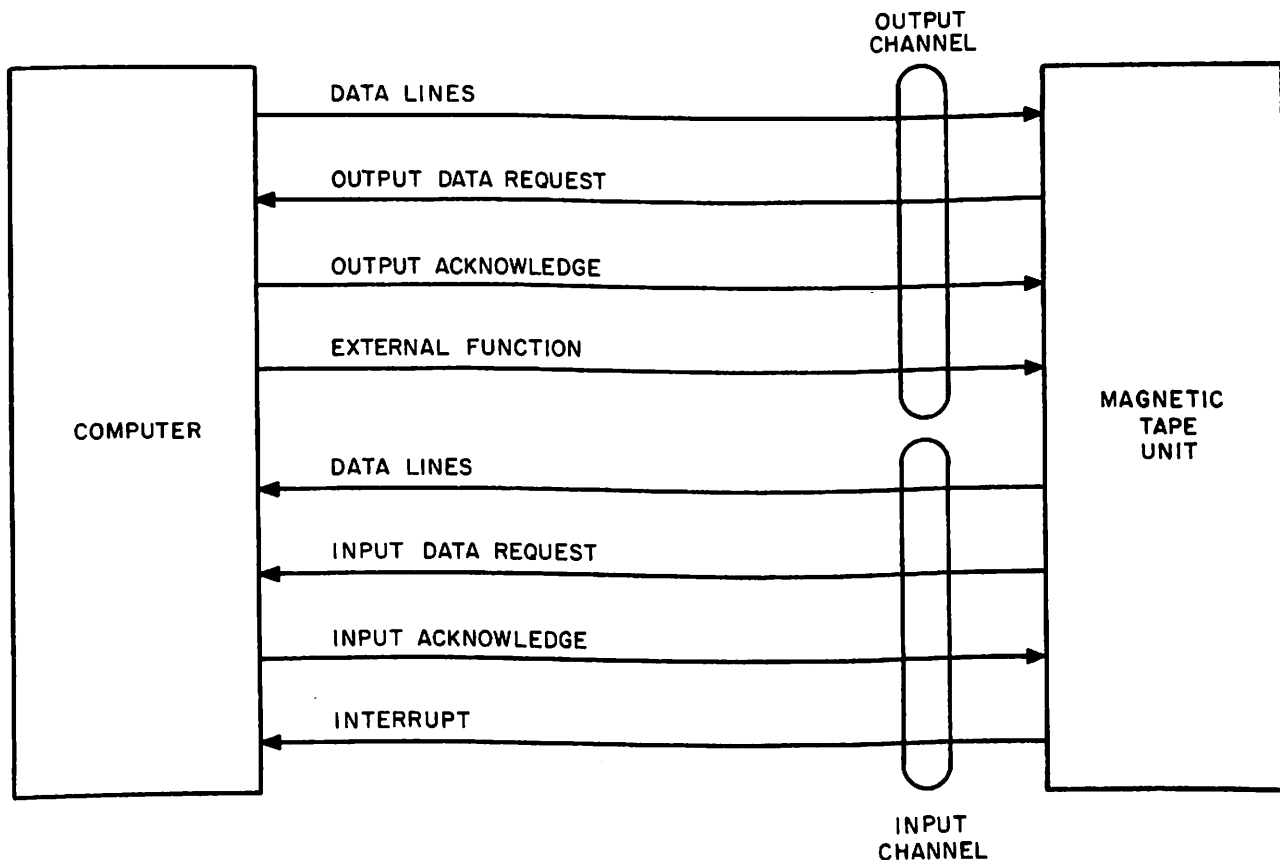 OUTPUT
CHANNEL
DATA LINES
OUTPUT DATA REQUEST
OUTPUT ACKNOWLEDGE
EXTERNAL FUNCTION
COMPUTER
MAGNETIC
TAPE
UNIT
DATA LINES
INPUT DATA REQUEST
INPUT ACKNOWLEDGE
INTERRUPT
INPUT
CHANNEL